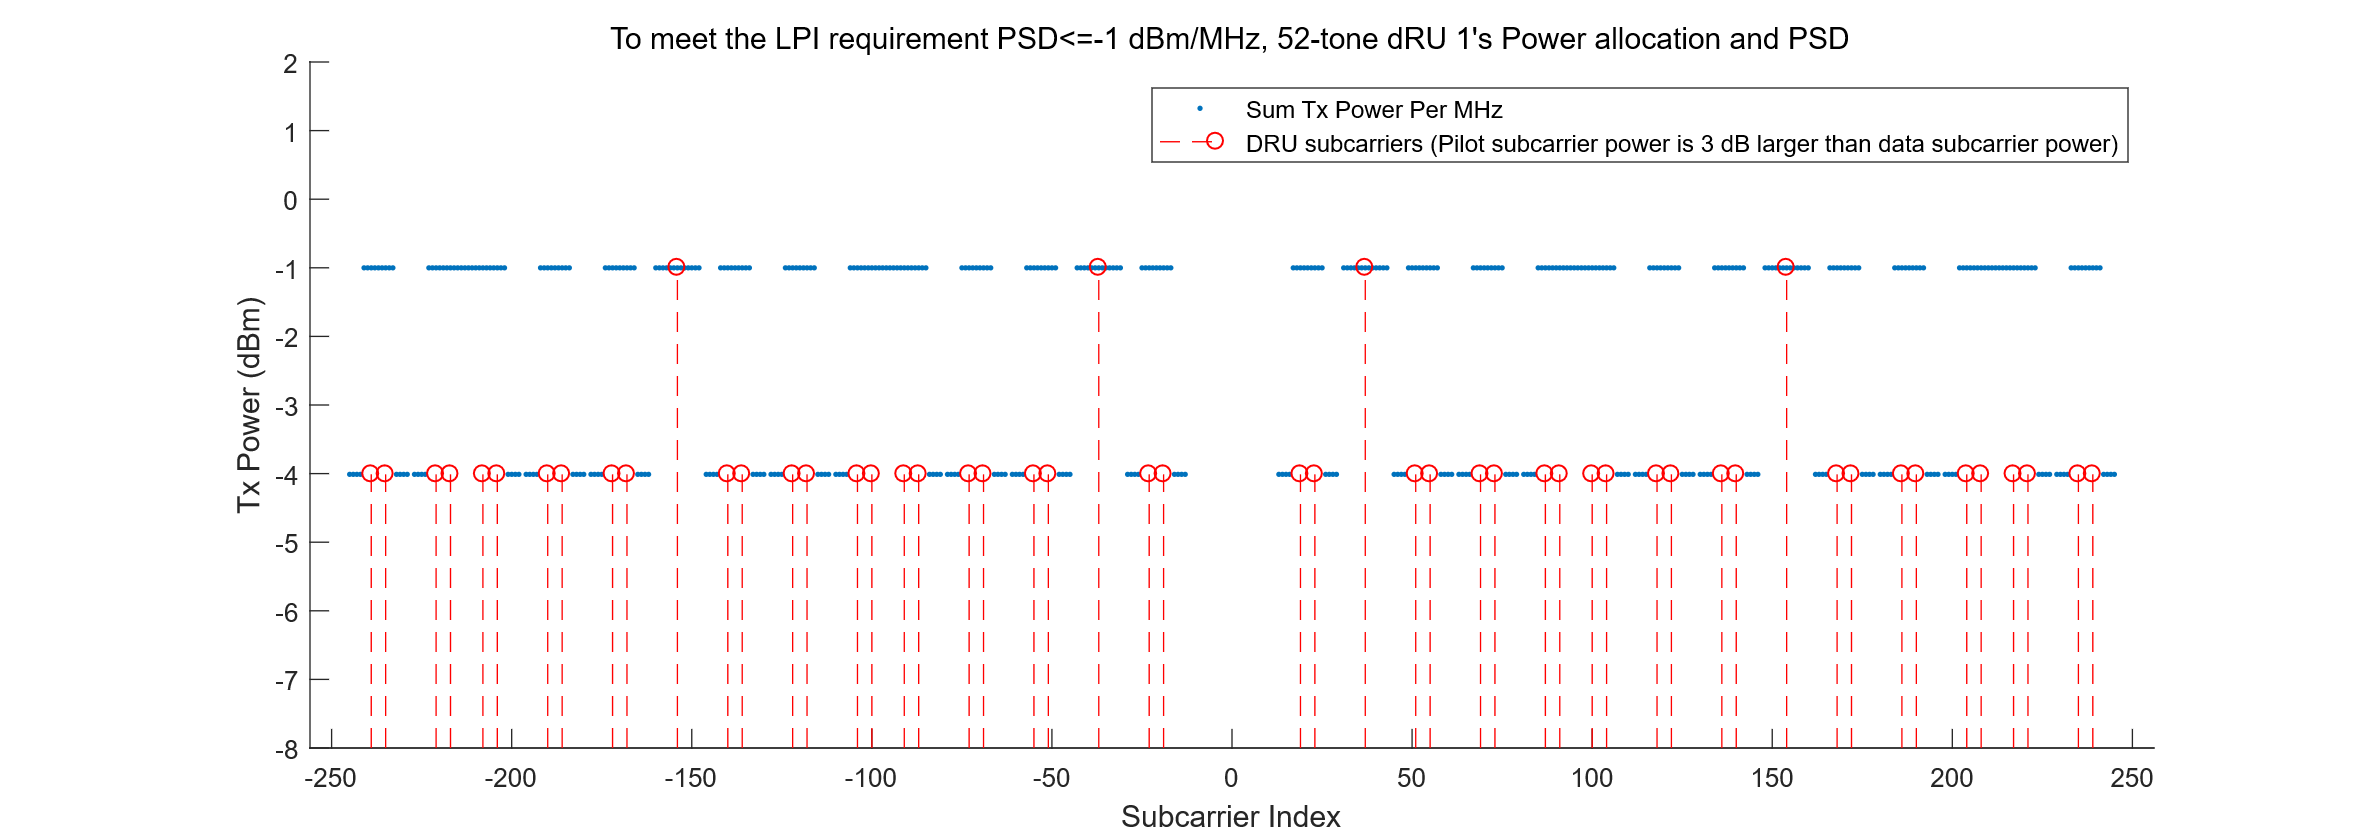 To meet the LPI requirement PSD<=-1 dBm/MHz, 52-tone dRU 1's Power allocation and PSD
Sum Tx Power Per MHz
DRU subcarriers (Pilot subcarrier power is 3 dB larger than data subcarrier power)
Tx Power (dBm)
2
1
0
-1
-2
-3
-4
-5
-6
-7
-8
-250 -200 -150 -100 -50 0 50 100 150 200 250
Subcarrier Index